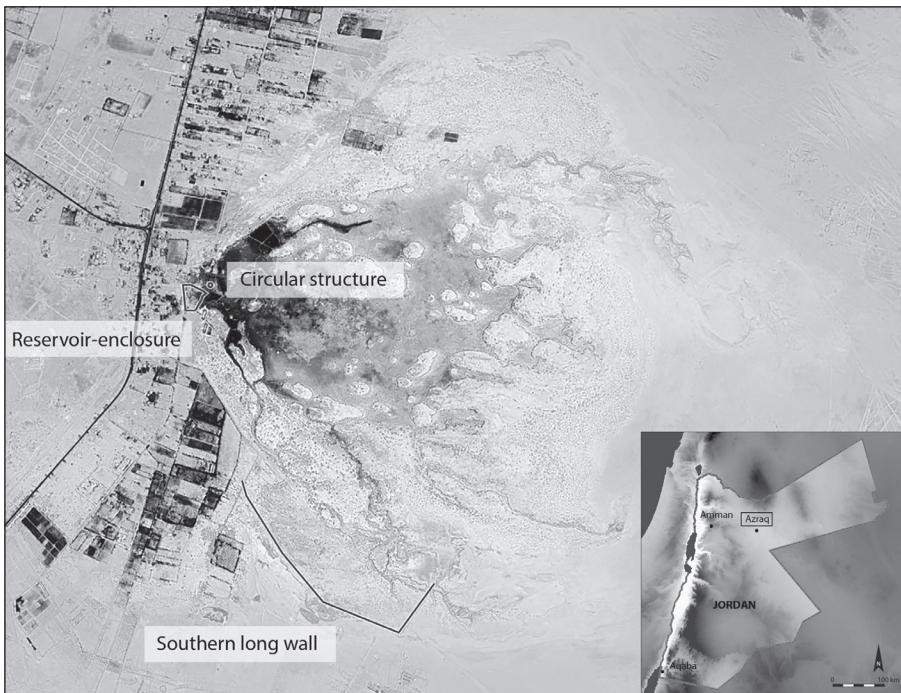 Circular structure
Reservoir-enclosure
Southern long wall
Amman
Azraq
JORDAN
Aqaba
N
0
100 km